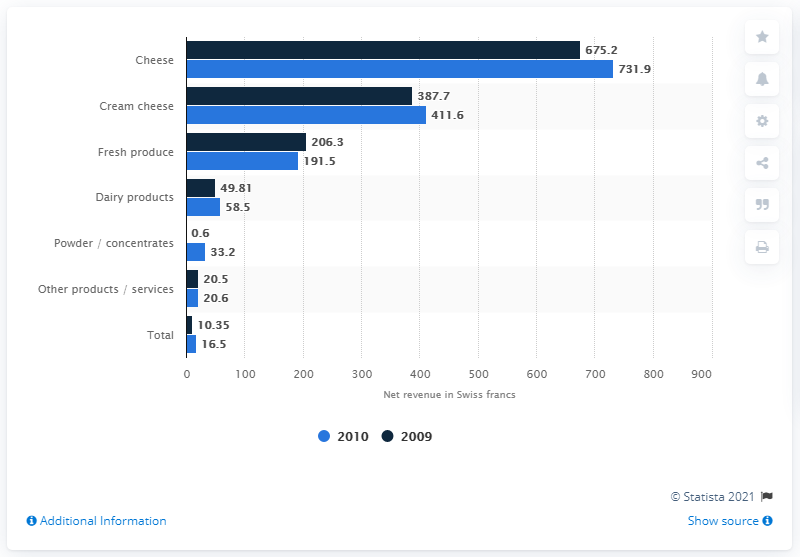 Cheese
675.2
731.9
Cream cheese
387.7
411.6
Fresh produce
206.3
191.5
Dairy products
49.81
58.5
Powder / concentrates
0.6
33.2
Other products / services
20.5
20.6
Total
10.35
16.5
0 100 200 300 400 500 600 700 800 900
Net revenue in Swiss francs
2010 2009
© Statista 2021
Additional Information
Show source